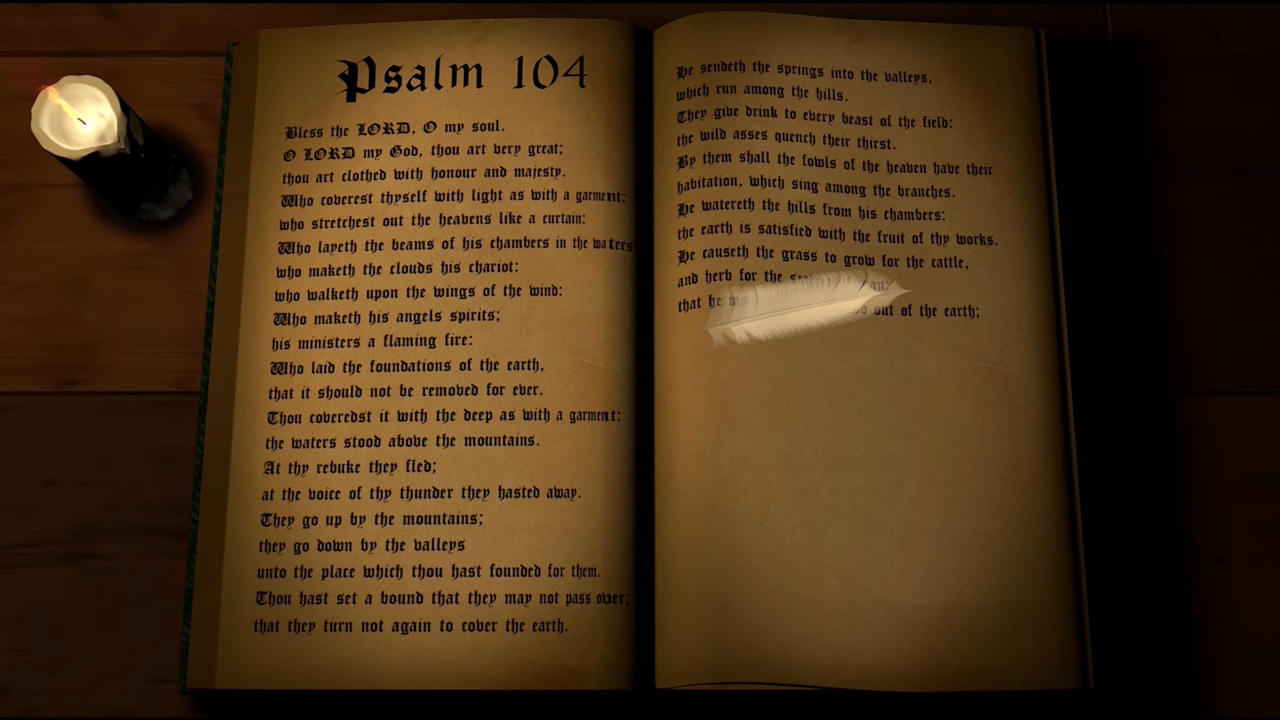 Psalm 104
Bless the LORD, O my soul.
O LORD my God, thou art very great;
thou art clothed with honour and majesty.
Who coverest thyself with light as with a garment:
who stretchest out the heavens like a curtain:
Who layeth the beams of his chambers in the waters:
who maketh the clouds his chariot:
who walketh upon the wings of the wind:
Who maketh his angels spirits;
his ministers a flaming fire:
Who laid the foundations of the earth,
that it should not be removed for ever.
Thou coveredst it with the deep as with a garment:
the waters stood above the mountains.
At thy rebuke they fled;
at the voice of thy thunder they hasted away.
They go up by the mountains;
they go down by the valleys
unto the place which thou hast founded for them.
Thou hast set a bound that they may not pass over;
that they turn not again to cover the earth.
He sendeth the springs into the valleys,
which run among the hills.
They give drink to every beast of the field:
the wild asses quench their thirst.
By them shall the fowls of the heaven have their
habitation, which sing among the branches.
He watereth the hills from his chambers:
the earth is satisfied with the fruit of thy works.
He causeth the grass to grow for the cattle,
and herb for the
that he out of the earth;